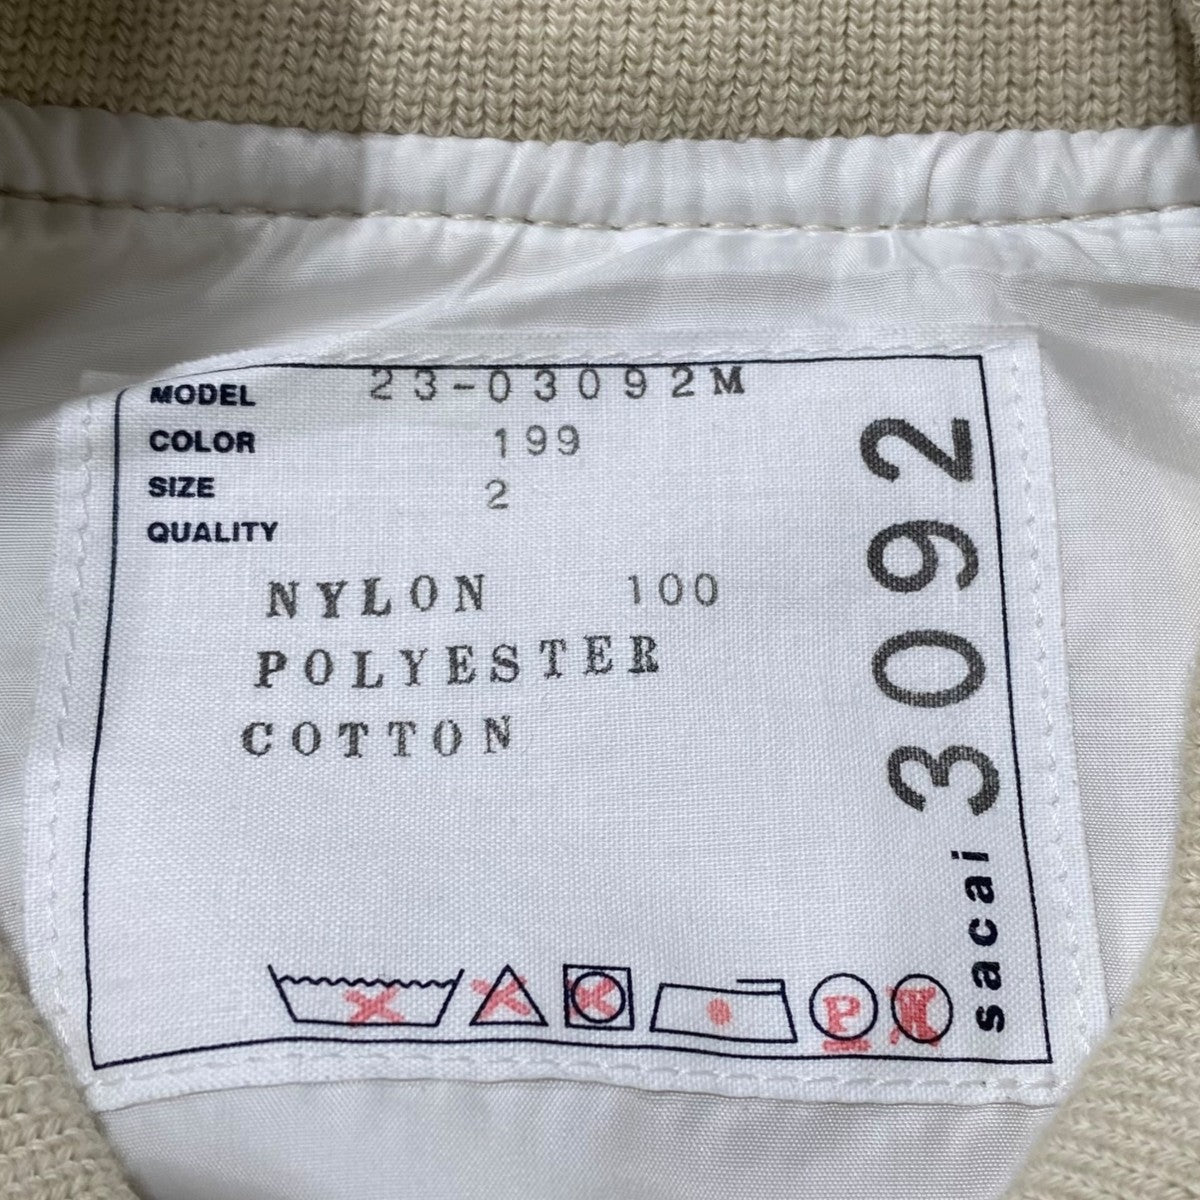 MODEL 23-03092M
COLOR 199
SIZE 2
QUALITY
NYLON 100
POLYESTER
COTTON
P
W
sacai 3092